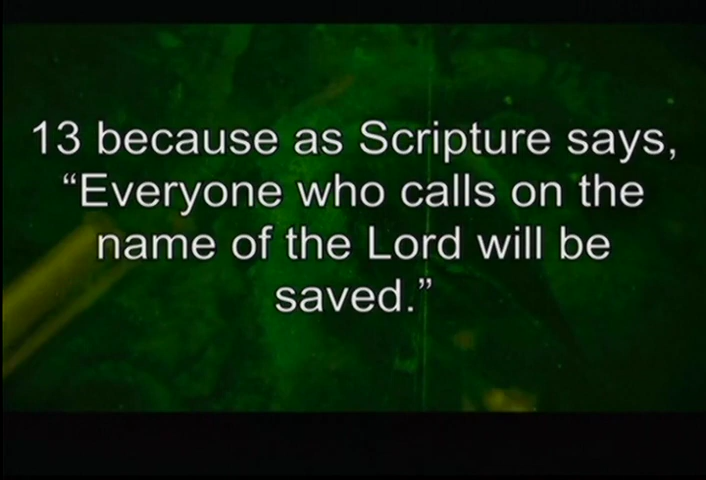 13 because as Scripture says,
“Everyone who calls on the
name of the Lord will be
saved.”